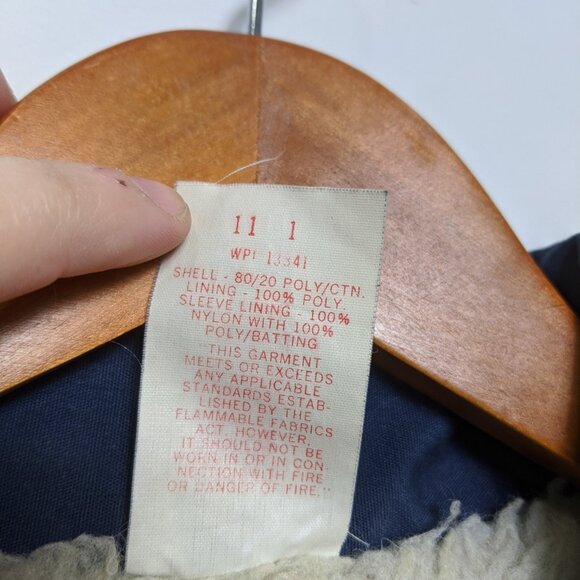 11 1
WPL 13341
SHELL - 80/20 POLY/CTN.
LINING - 100% POLY.
SLEEVE LINING - 100%
NYLON WITH 100%
POLY/BATTING
"THIS GARMENT
MEETS OR EXCEEDS
ANY APPLICABLE
STANDARDS ESTAB-
LISHED BY THE
FLAMMABLE FABRICS
ACT, HOWEVER,
IT SHOULD NOT BE
WORN IN OR IN CON
NECTION WITH FIRE
OR DANGER OF FIRE."